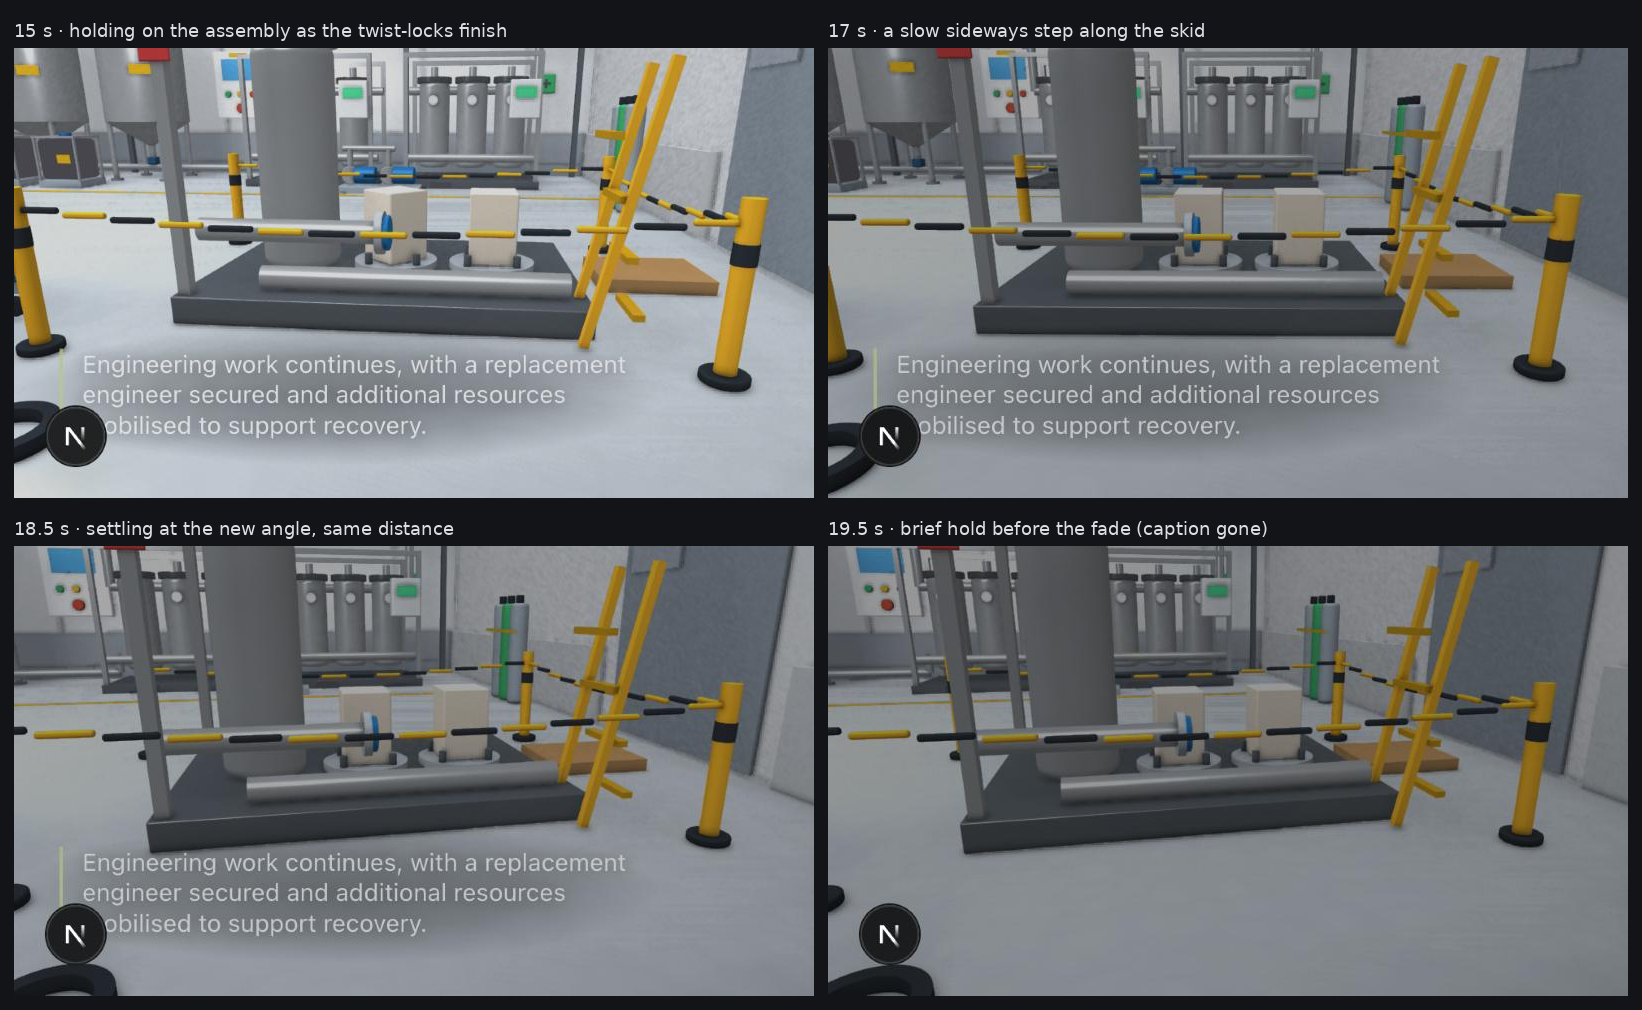 15 s · holding on the assembly as the twist-locks finish
Engineering work continues, with a replacement
engineer secured and additional resources
obilised to support recovery.
N
17 s · a slow sideways step along the skid
Engineering work continues, with a replacement
engineer secured and additional resources
obilised to support recovery.
N
18.5 s · settling at the new angle, same distance
Engineering work continues, with a replacement
engineer secured and additional resources
obilised to support recovery.
N
19.5 s · brief hold before the fade (caption gone)
N